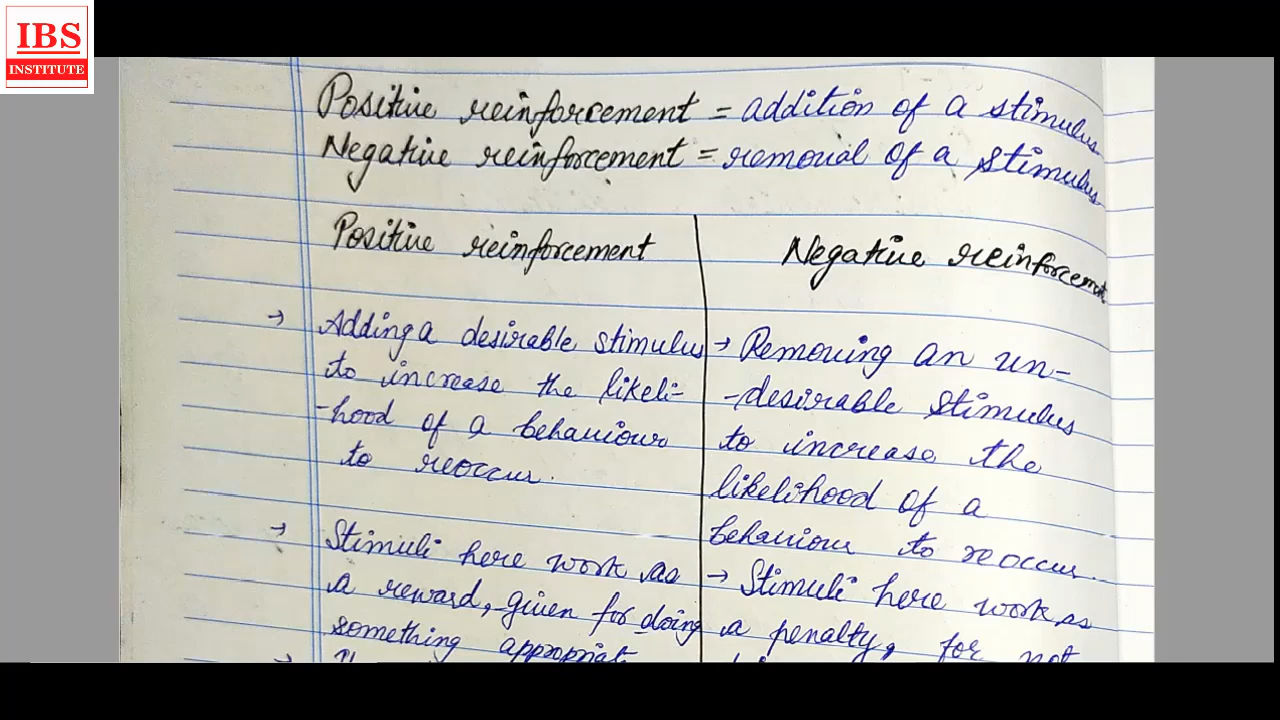 IBS
INSTITUTE
Positive reinforcement = addition of a stimulus
Negative reinforcement = removal of a stimulus
Positive reinforcement
→ Adding a desirable stimulus
to increase the likeli-
-hood of a behaviour
to reoccur.
→ Stimuli here work as
a reward, given for doing
something appropriat
Negative reinforcement
→ Removing an un-
-desirable stimulus
to increase the
likelihood of a
behaviour to reoccur.
→ Stimuli here work as
a penalty, for not